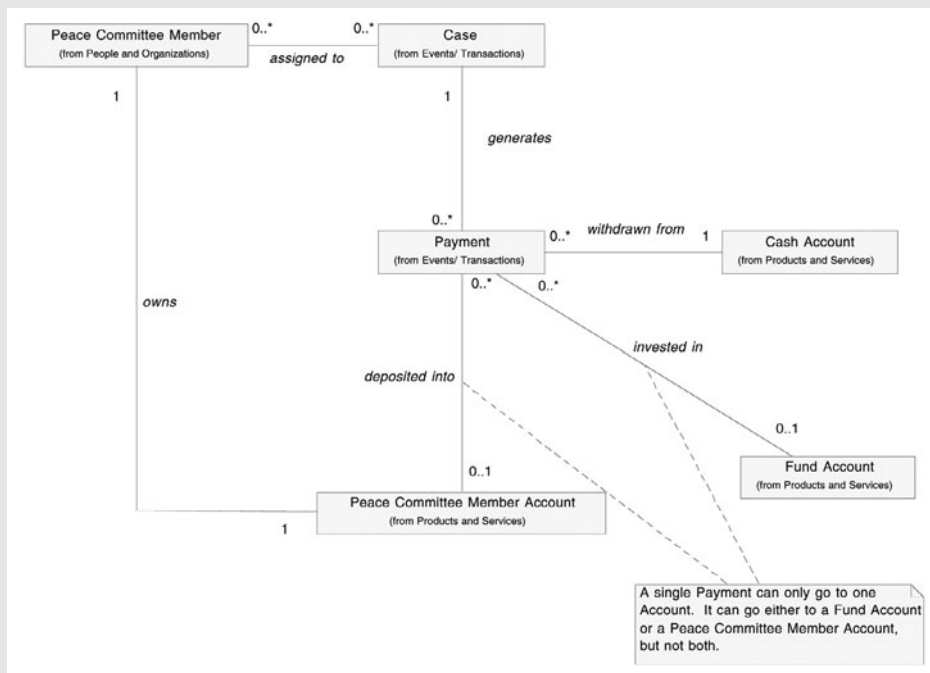 Peace Committee Member
(from People and Organizations)
0..*
0..*
Case
(from Events/ Transactions)
assigned to
1
1
generates
0..*
Payment
(from Events/ Transactions)
0..*
withdrawn from
1
Cash Account
(from Products and Services)
0..*
0..*
owns
invested in
deposited into
0..1
Fund Account
(from Products and Services)
0..1
Peace Committee Member Account
(from Products and Services)
1
A single Payment can only go to one
Account. It can go either to a Fund Account
or a Peace Committee Member Account,
but not both.